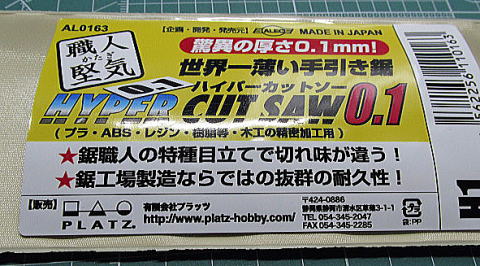 AL0163
【企画・開発・発売元】 ALEC MADE IN JAPAN
職人
かたぎ
堅気
驚異の厚さ0.1mm!
世界一薄い手引き鋸
ハイパーカットソー
0.1
HYPER CUT SAW 0.1
(プラ・ABS・レジン・樹脂等・木工の精密加工用)
★鋸職人の特種目立てで切れ味が違う!
★鋸工場製造ならではの抜群の耐久性!
【販売】
PLATZ.
有限会社プラッツ
http://www.platz-hobby.com/
〒424-0886
静岡県静岡市清水区草薙1-1-1
TEL 054-345-2047
FAX 054-345-2285
袋:PP
562256 110163